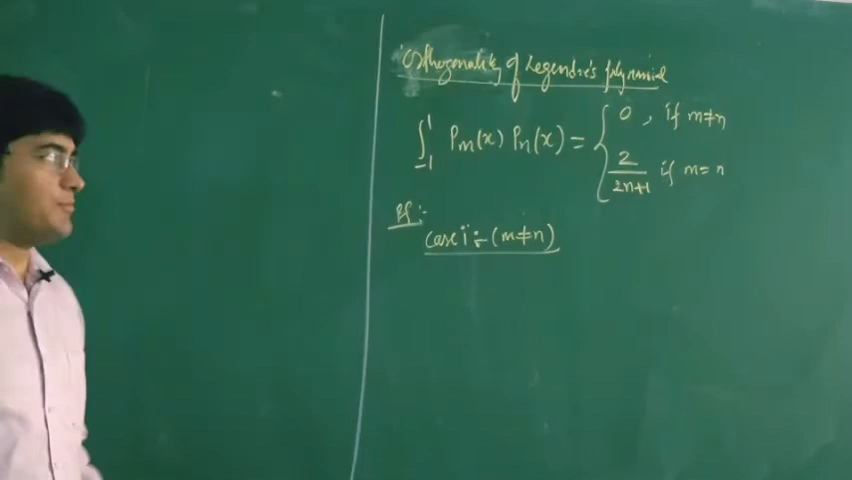 Orthogonality of Legendre's polynomial
∫₋₁¹ Pm(x) Pn(x) = { 0 , if m≠n
2/(2n+1) if m = n
Pf :-
Case i :- (m≠n)